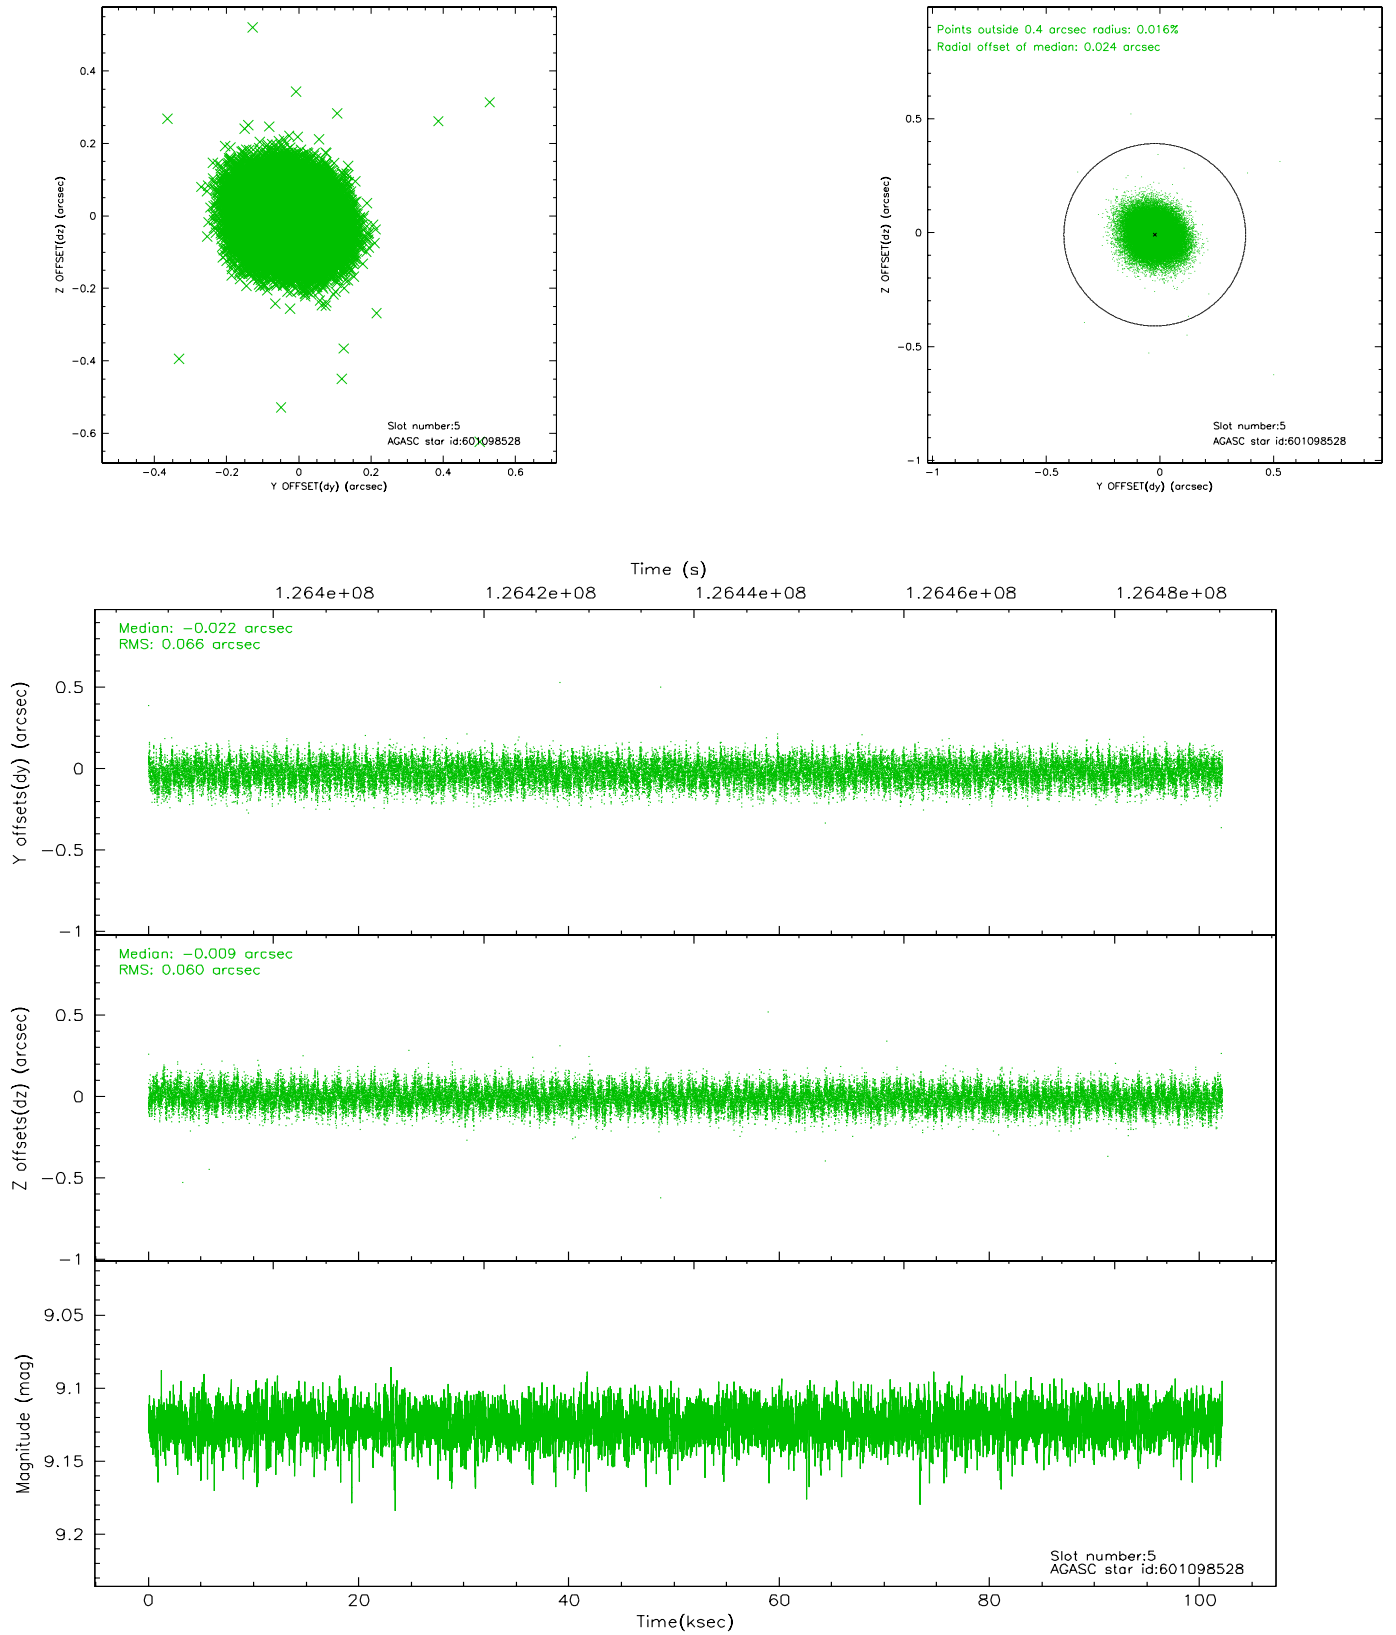 Points outside 0.4 arcsec radius: 0.016%
Radial offset of median: 0.024 arcsec
0.4
0.2
0
-0.2
-0.4
-0.6
Z OFFSET(dz) (arcsec)
Slot number:5
AGASC star id:601098528
-0.4 -0.2 0 0.2 0.4 0.6
Y OFFSET(dy) (arcsec)
0.5
0
-0.5
-1
Z OFFSET(dz) (arcsec)
Slot number:5
AGASC star id:601098528
-1 -0.5 0 0.5
Y OFFSET(dy) (arcsec)
Time (s)
1.264e+08 1.2642e+08 1.2644e+08 1.2646e+08 1.2648e+08
Median: -0.022 arcsec
RMS: 0.066 arcsec
0.5
0
-0.5
-1
Y offsets(dy) (arcsec)
Median: -0.009 arcsec
RMS: 0.060 arcsec
0.5
0
-0.5
-1
Z offsets(dz) (arcsec)
9.05
9.1
9.15
9.2
Magnitude (mag)
Slot number:5
AGASC star id:601098528
0 20 40 60 80 100
Time(ksec)